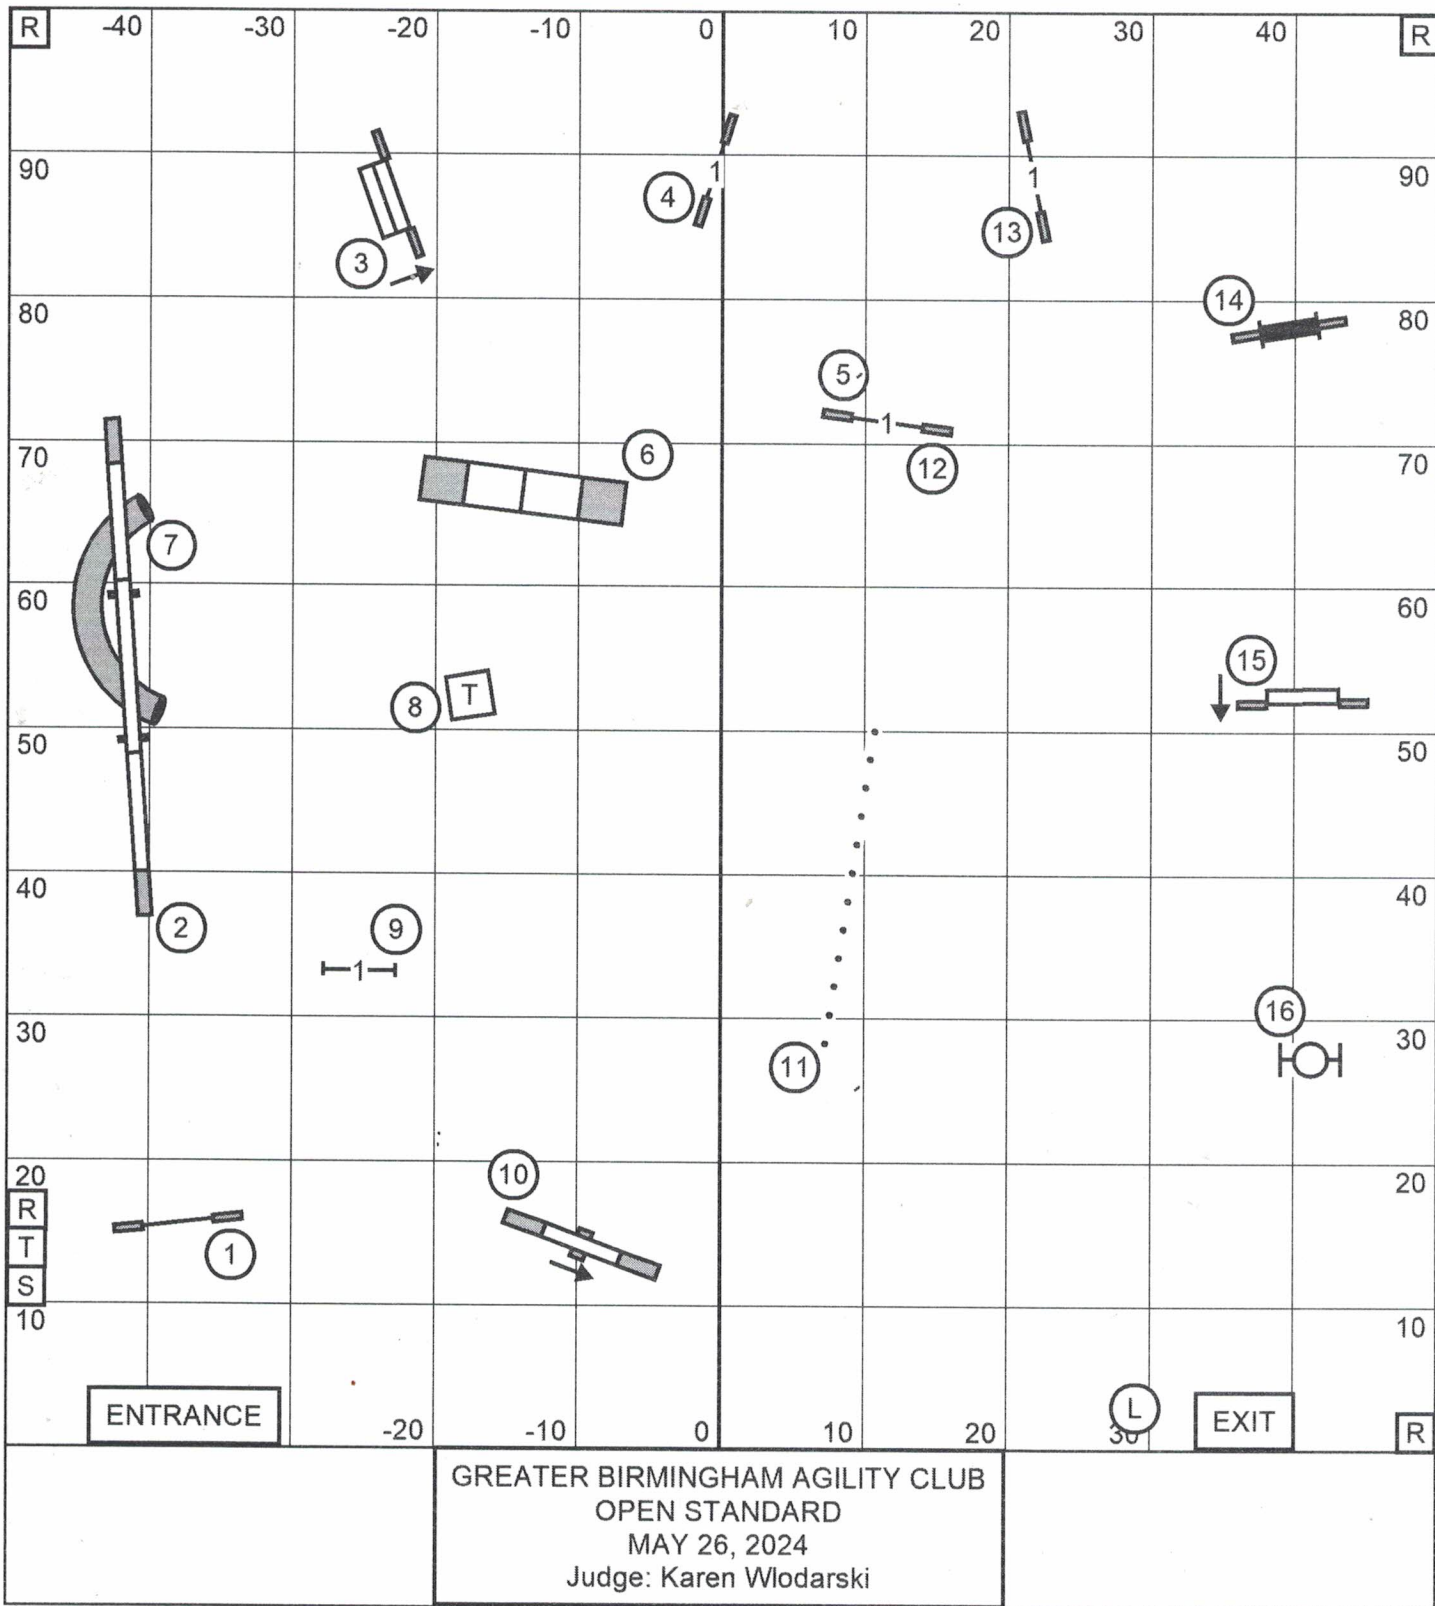 R -40 -30 -20 -10 0 10 20 30 40 R
90 1 1 90
4
13
3
80 14 80
5
1
70 6 12 70
7
60 60
15
8 T
50 50
40 40
2 9
1
30 16 30
11
20 10 20
R
T 1
S
10 10
ENTRANCE -20 -10 0 10 20 30 L EXIT R
GREATER BIRMINGHAM AGILITY CLUB
OPEN STANDARD
MAY 26, 2024
Judge: Karen Wlodarski